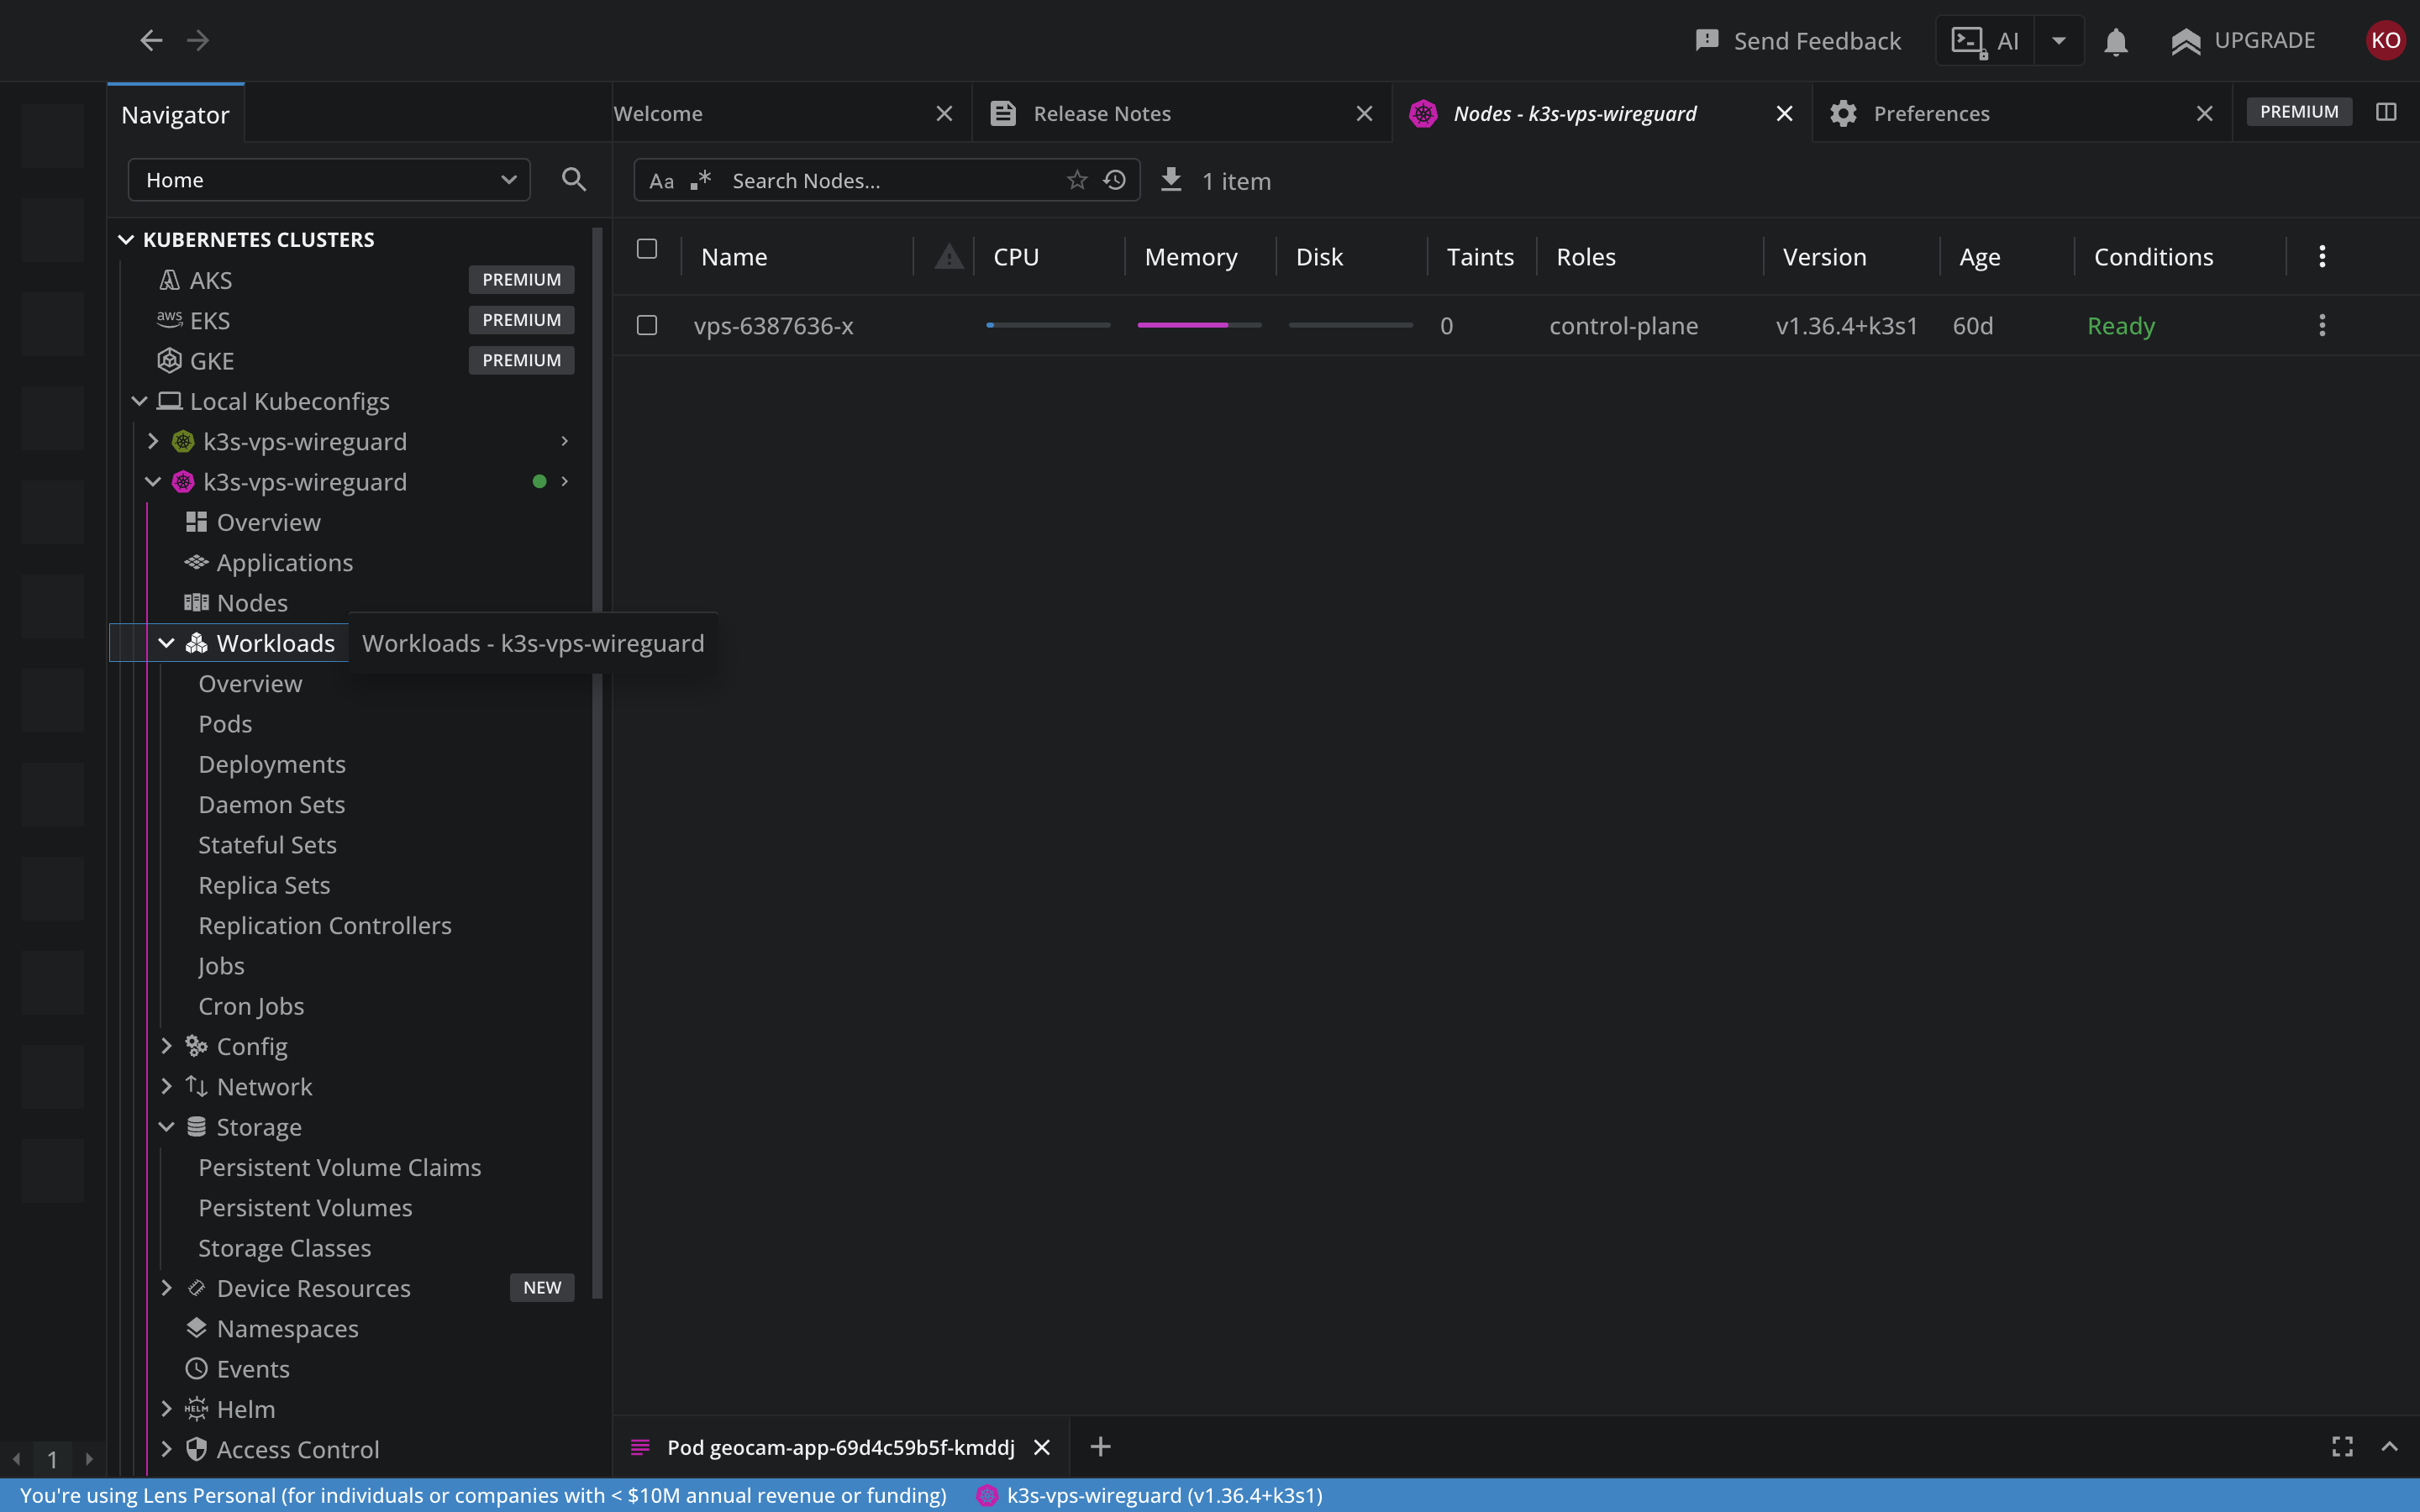 Send Feedback
AI
UPGRADE
KO
Navigator
Welcome
Release Notes
Nodes - k3s-vps-wireguard
Preferences
PREMIUM
Home
Aa
.*
Search Nodes...
1 item
KUBERNETES CLUSTERS
AKS
PREMIUM
aws
EKS
PREMIUM
GKE
PREMIUM
Local Kubeconfigs
k3s-vps-wireguard
k3s-vps-wireguard
Overview
Applications
Nodes
Workloads
Workloads - k3s-vps-wireguard
Overview
Pods
Deployments
Daemon Sets
Stateful Sets
Replica Sets
Replication Controllers
Jobs
Cron Jobs
Config
Network
Storage
Persistent Volume Claims
Persistent Volumes
Storage Classes
Device Resources
NEW
Namespaces
Events
HELM
Helm
Access Control
Name CPU Memory Disk Taints Roles Version Age Conditions
vps-6387636-x 0 control-plane v1.36.4+k3s1 60d Ready
Pod geocam-app-69d4c59b5f-kmddj
1
You're using Lens Personal (for individuals or companies with < $10M annual revenue or funding)
k3s-vps-wireguard (v1.36.4+k3s1)